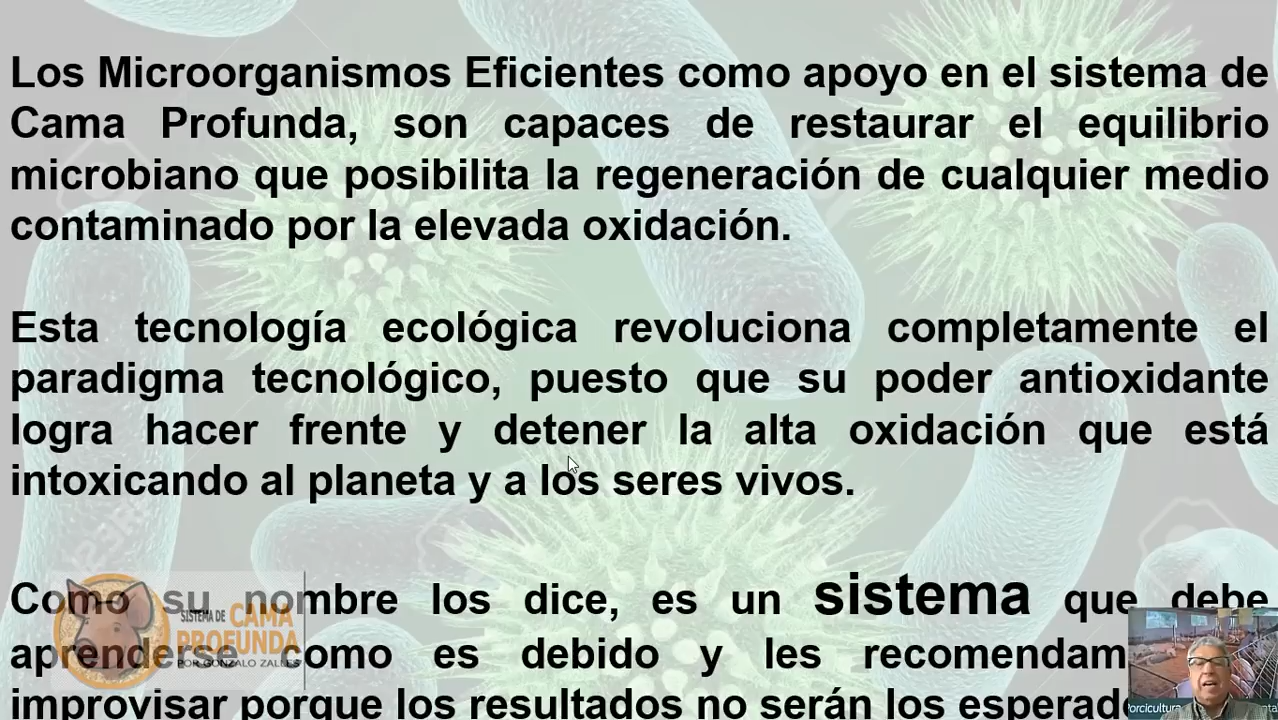 Los Microorganismos Eficientes como apoyo en el sistema de
Cama Profunda, son capaces de restaurar el equilibrio
microbiano que posibilita la regeneración de cualquier medio
contaminado por la elevada oxidación.
Esta tecnología ecológica revoluciona completamente el
paradigma tecnológico, puesto que su poder antioxidante
logra hacer frente y detener la alta oxidación que está
intoxicando al planeta y a los seres vivos.
Como su nombre los dice, es un sistema que debe
aprenderse como es debido y les recomendam
improvisar porque los resultados no serán los esperad
SISTEMA DE CAMA
PROFUNDA
POR GONZALO ZALLES
Porcicultura